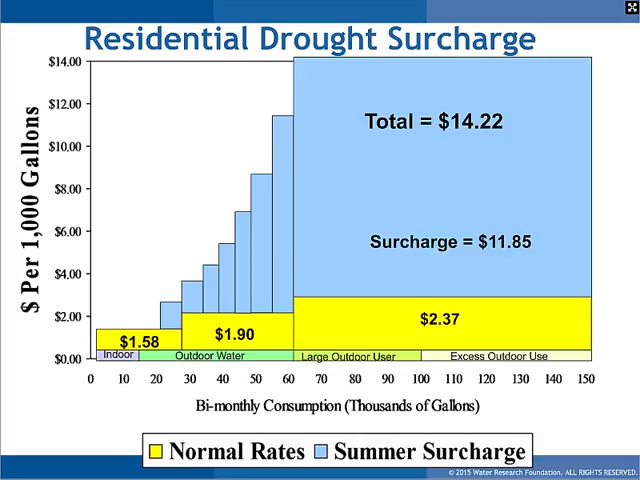 Residential Drought Surcharge
$ Per 1,000 Gallons
$14.00
$12.00
$10.00
$8.00
$6.00
$4.00
$2.00
$0.00
Total = $14.22
Surcharge = $11.85
$2.37
$1.90
$1.58
Indoor Outdoor Water Large Outdoor User Excess Outdoor Use
0 10 20 30 40 50 60 70 80 90 100 110 120 130 140 150
Bi-monthly Consumption (Thousands of Gallons)
Normal Rates Summer Surcharge
© 2015 Water Research Foundation. ALL RIGHTS RESERVED.